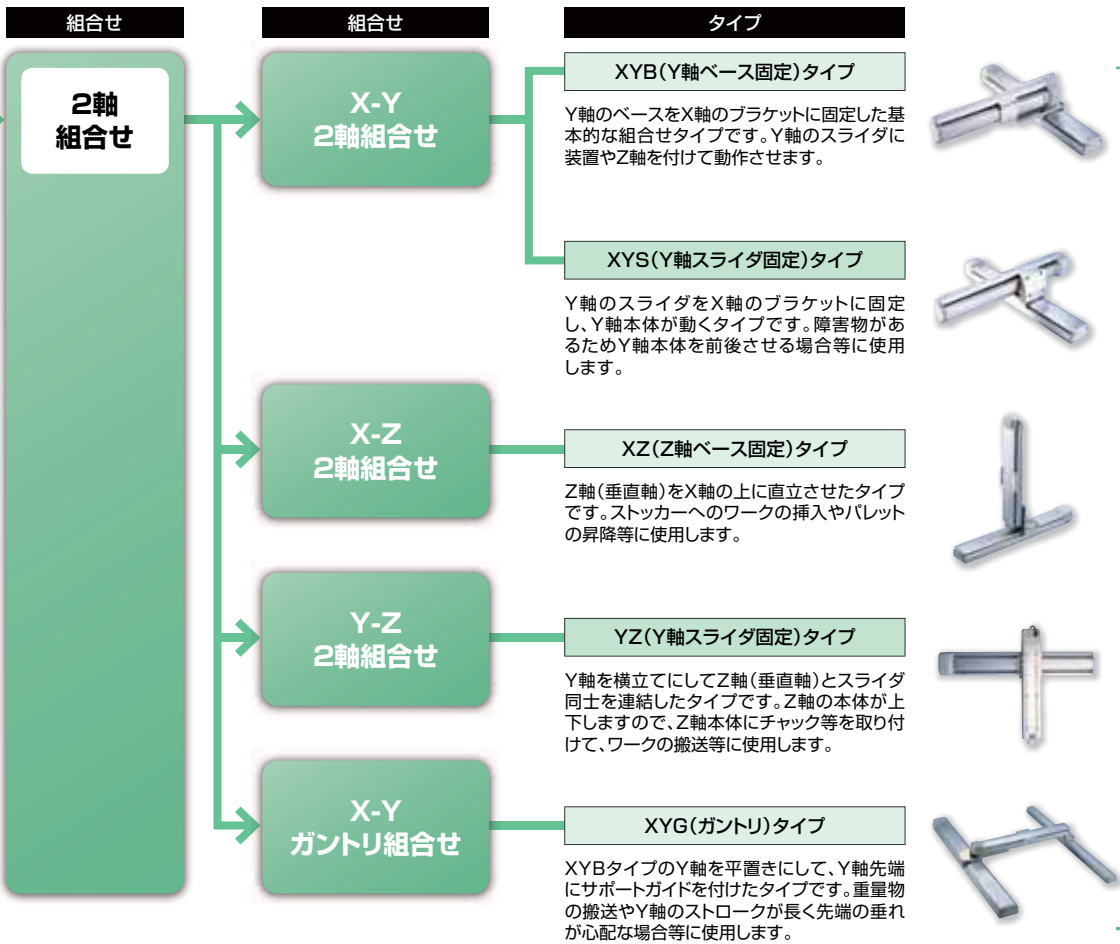 組合せ
組合せ
タイプ
2軸
組合せ
X-Y
2軸組合せ
XYB(Y軸ベース固定)タイプ
Y軸のベースをX軸のブラケットに固定した基
本的な組合せタイプです。Y軸のスライダに
装置やZ軸を付けて動作させます。
XYS(Y軸スライダ固定)タイプ
Y軸のスライダをX軸のブラケットに固定
し、Y軸本体が動くタイプです。障害物があ
るためY軸本体を前後させる場合等に使用
します。
X-Z
2軸組合せ
XZ(Z軸ベース固定)タイプ
Z軸(垂直軸)をX軸の上に直立させたタイプ
です。ストッカーへのワークの挿入やパレット
の昇降等に使用します。
Y-Z
2軸組合せ
YZ(Y軸スライダ固定)タイプ
Y軸を横立てにしてZ軸(垂直軸)とスライダ
同士を連結したタイプです。Z軸の本体が上
下しますので、Z軸本体にチャック等を取り付
けて、ワークの搬送等に使用します。
X-Y
ガントリ組合せ
XYG(ガントリ)タイプ
XYBタイプのY軸を平置きにして、Y軸先端
にサポートガイドを付けたタイプです。重量物
の搬送やY軸のストロークが長く先端の垂れ
が心配な場合等に使用します。